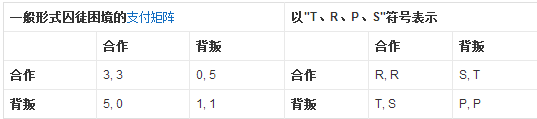 一般形式囚徒困境的支付矩阵 以"T、R、P、S"符号表示
合作 背叛 合作 背叛
合作 3, 3 0, 5 合作 R, R S, T
背叛 5, 0 1, 1 背叛 T, S P, P